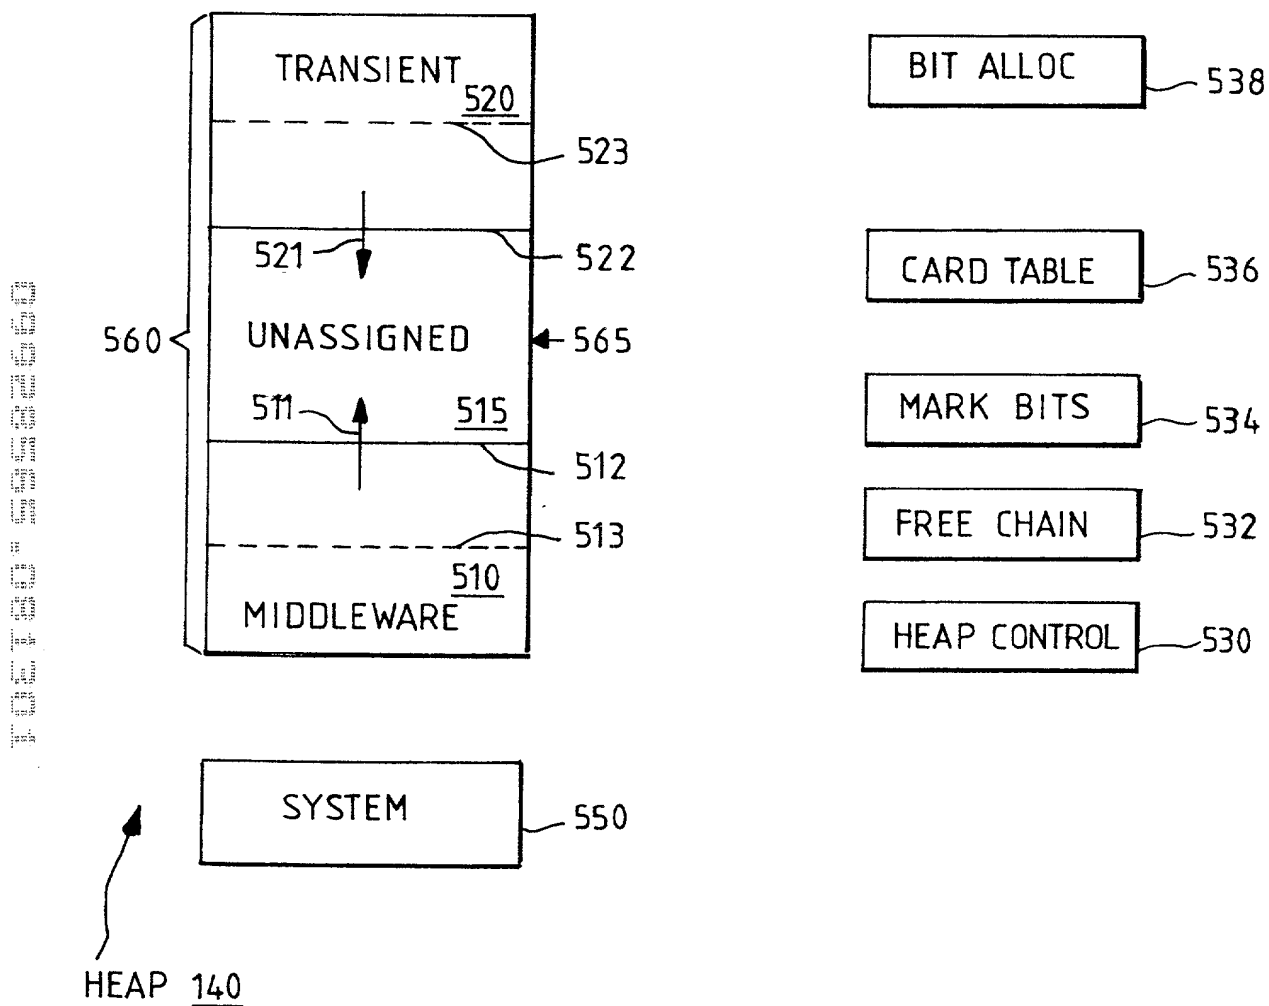 TRANSIENT
520
523
521
522
560
UNASSIGNED
565
511
515
512
513
510
MIDDLEWARE
SYSTEM
550
HEAP 140
BIT ALLOC
538
CARD TABLE
536
MARK BITS
534
FREE CHAIN
532
HEAP CONTROL
530